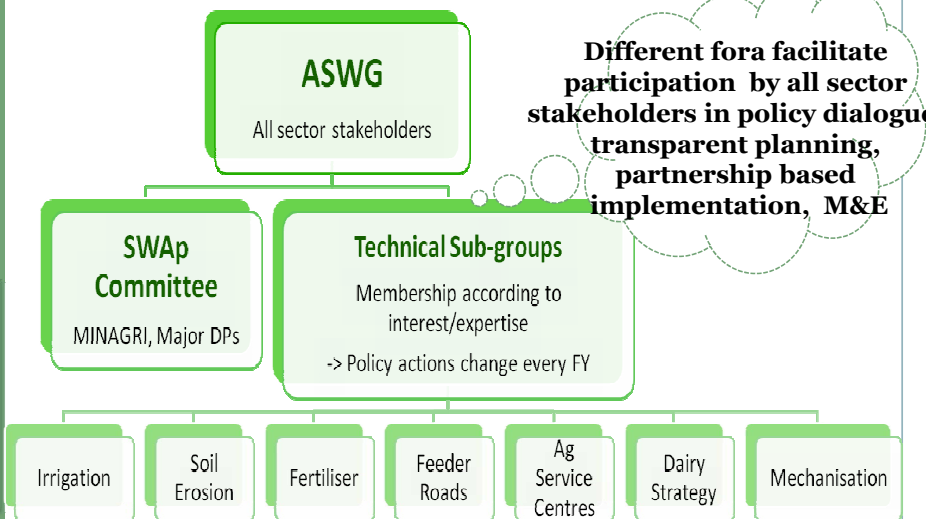 ASWG
All sector stakeholders
Different fora facilitate
participation by all sector
stakeholders in policy dialogue
transparent planning,
partnership based
implementation, M&E
SWAp
Committee
MINAGRI, Major DPs
Technical Sub-groups
Membership according to
interest/expertise
-> Policy actions change every FY
Irrigation
Soil
Erosion
Fertiliser
Feeder
Roads
Ag
Service
Centres
Dairy
Strategy
Mechanisation